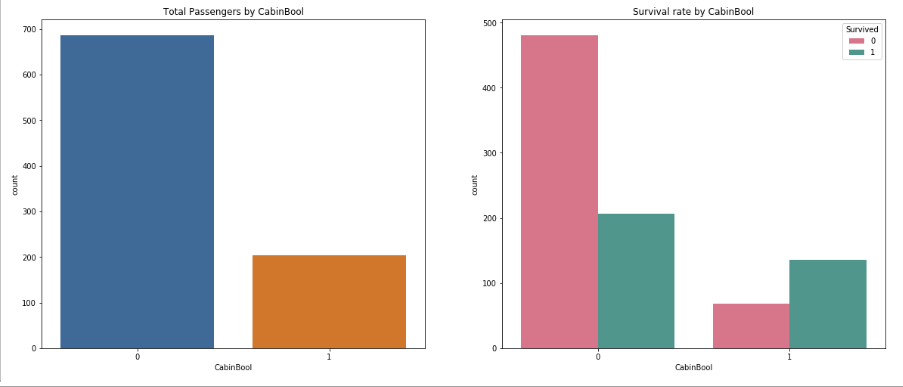 Total Passengers by CabinBool
700
600
500
400
300
200
100
0
count
0
1
CabinBool
Survival rate by CabinBool
500
400
300
200
100
0
count
Survived
0
1
0
1
CabinBool